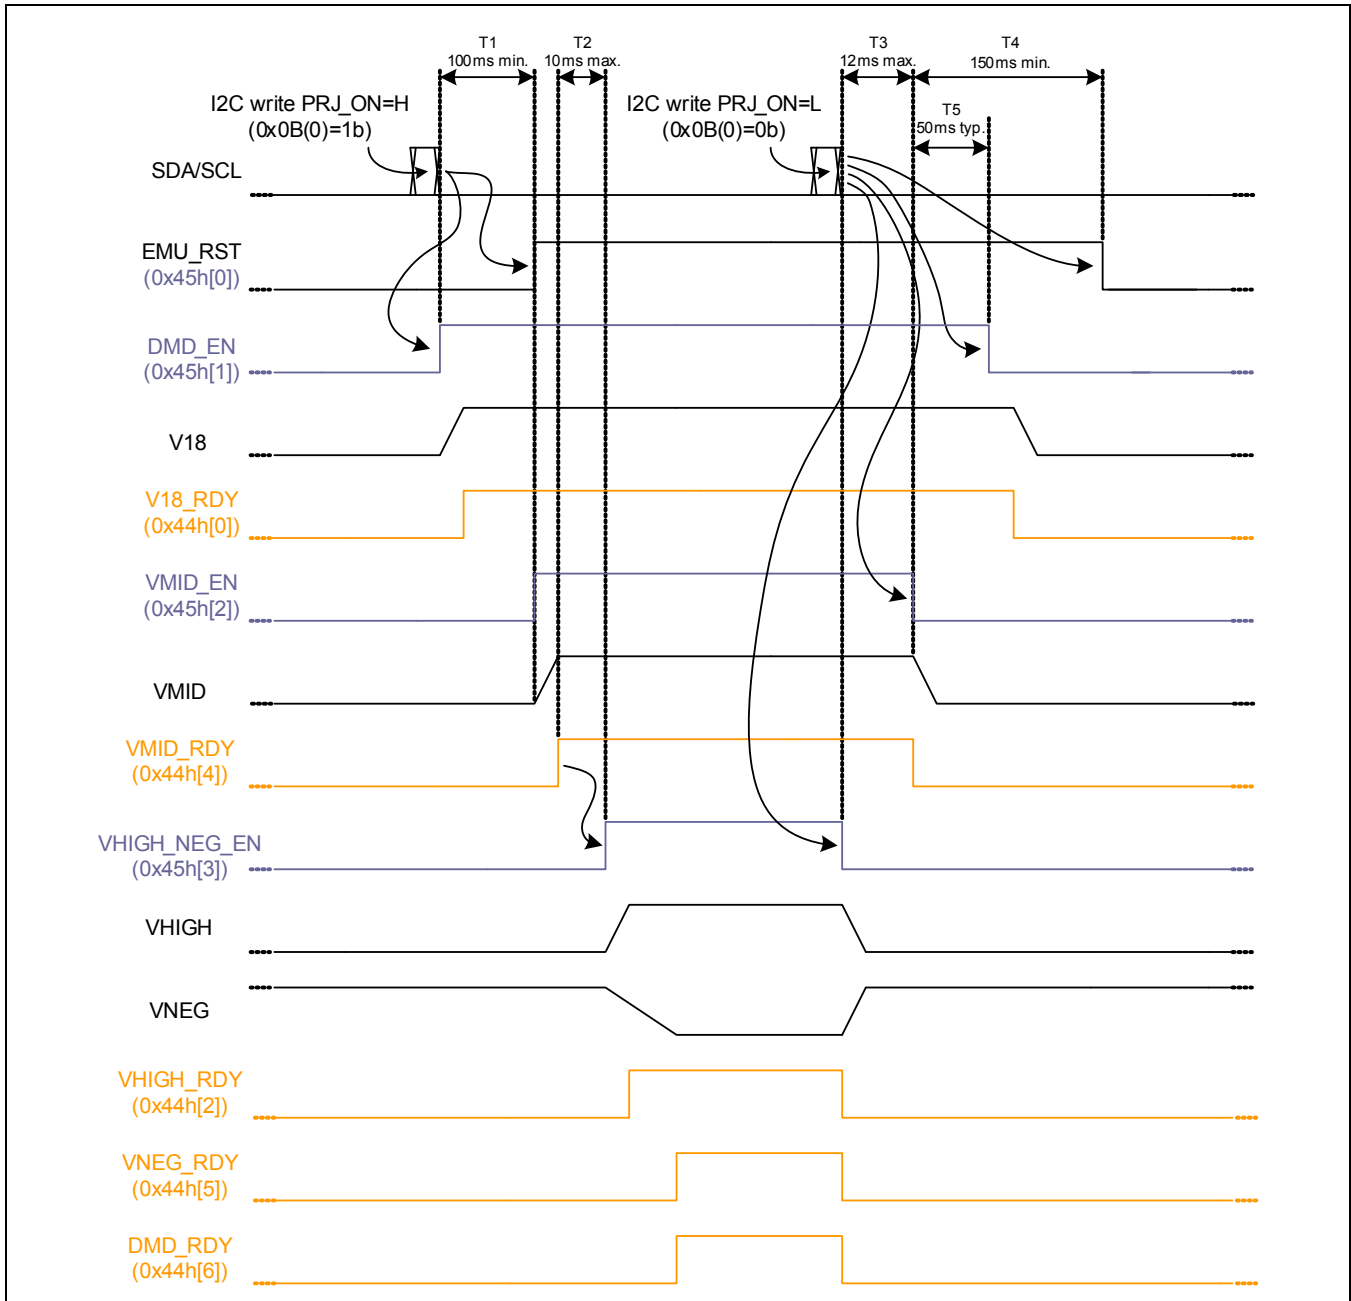 T1
100ms min.
T2
10ms max.
T3
12ms max.
T4
150ms min.
T5
50ms typ.
I2C write PRJ_ON=H
(0x0B(0)=1b)
I2C write PRJ_ON=L
(0x0B(0)=0b)
SDA/SCL
EMU_RST
(0x45h[0])
DMD_EN
(0x45h[1])
V18
V18_RDY
(0x44h[0])
VMID_EN
(0x45h[2])
VMID
VMID_RDY
(0x44h[4])
VHIGH_NEG_EN
(0x45h[3])
VHIGH
VNEG
VHIGH_RDY
(0x44h[2])
VNEG_RDY
(0x44h[5])
DMD_RDY
(0x44h[6])